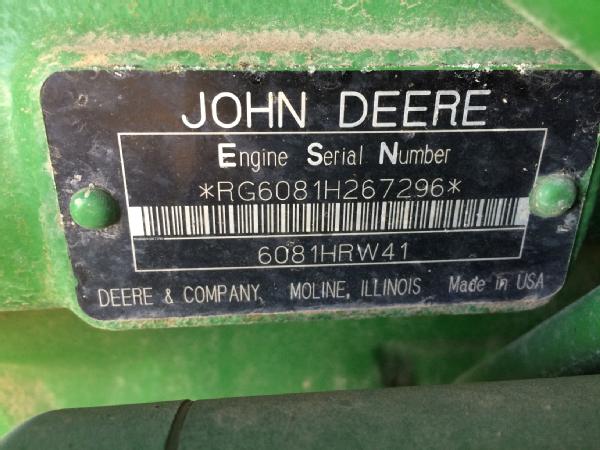 JOHN DEERE
Engine Serial Number
*RG6081H267296*
6081HRW41
DEERE & COMPANY MOLINE, ILLINOIS Made in USA